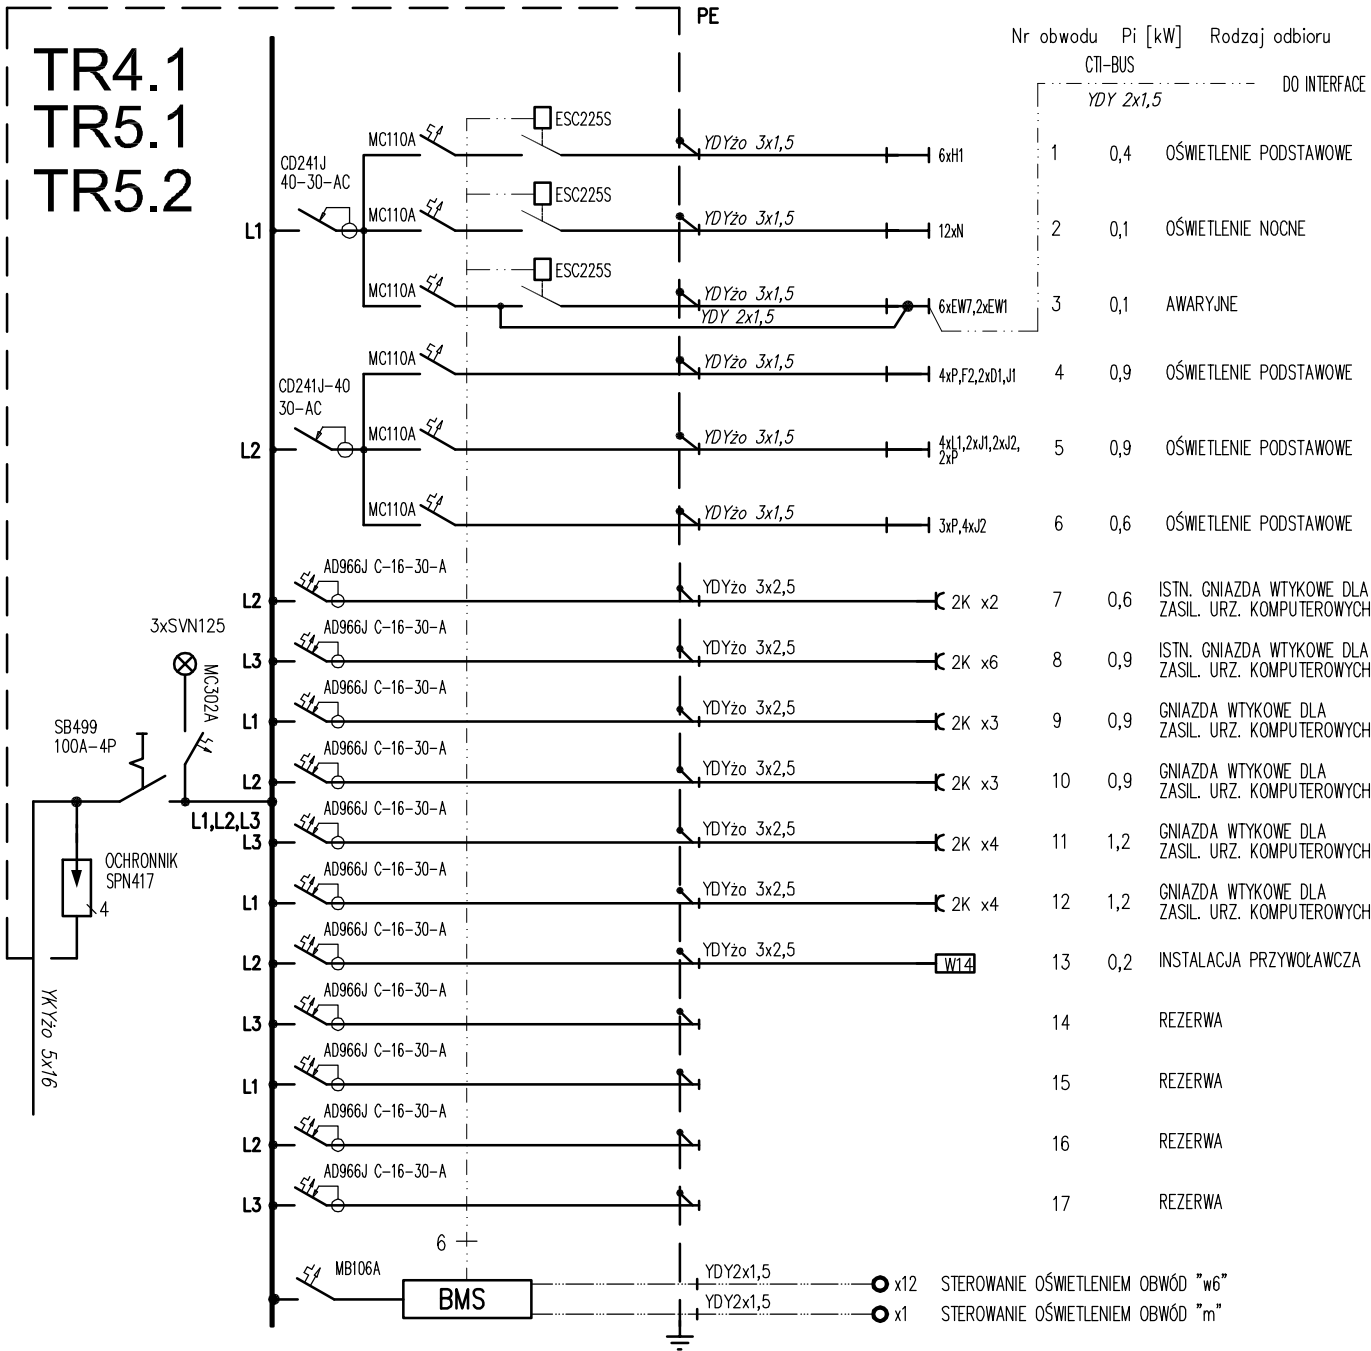 PE
TR4.1
TR5.1
TR5.2
Nr obwodu Pi [kW] Rodzaj odbioru
CTI-BUS
YDY 2x1,5
DO INTERFACE
CD241J
40-30-AC
L1
MC110A
ESC225S
YDYżo 3x1,5
6xH1
1 0,4 OŚWIETLENIE PODSTAWOWE
MC110A
ESC225S
YDYżo 3x1,5
12xN
2 0,1 OŚWIETLENIE NOCNE
MC110A
ESC225S
YDYżo 3x1,5
YDY 2x1,5
6xEW7,2xEW1
3 0,1 AWARYJNE
CD241J-40
30-AC
L2
MC110A
YDYżo 3x1,5
4xP,F2,2xD1,J1
4 0,9 OŚWIETLENIE PODSTAWOWE
MC110A
YDYżo 3x1,5
4xL1,2xJ1,2xJ2,
2xP
5 0,9 OŚWIETLENIE PODSTAWOWE
MC110A
YDYżo 3x1,5
3xP,4xJ2
6 0,6 OŚWIETLENIE PODSTAWOWE
AD966J C-16-30-A
L2
YDYżo 3x2,5
2K x2
7 0,6 ISTN. GNIAZDA WTYKOWE DLA
ZASIL. URZ. KOMPUTEROWYCH
AD966J C-16-30-A
L3
YDYżo 3x2,5
2K x6
8 0,9 ISTN. GNIAZDA WTYKOWE DLA
ZASIL. URZ. KOMPUTEROWYCH
AD966J C-16-30-A
L1
YDYżo 3x2,5
2K x3
9 0,9 GNIAZDA WTYKOWE DLA
ZASIL. URZ. KOMPUTEROWYCH
AD966J C-16-30-A
L2
YDYżo 3x2,5
2K x3
10 0,9 GNIAZDA WTYKOWE DLA
ZASIL. URZ. KOMPUTEROWYCH
3xSVN125
MC302A
SB499
100A-4P
L1,L2,L3
OCHRONNIK
SPN417
4
YKYżo 5x16
AD966J C-16-30-A
L3
YDYżo 3x2,5
2K x4
11 1,2 GNIAZDA WTYKOWE DLA
ZASIL. URZ. KOMPUTEROWYCH
AD966J C-16-30-A
L1
YDYżo 3x2,5
2K x4
12 1,2 GNIAZDA WTYKOWE DLA
ZASIL. URZ. KOMPUTEROWYCH
AD966J C-16-30-A
L2
YDYżo 3x2,5
W14
13 0,2 INSTALACJA PRZYWOŁAWCZA
AD966J C-16-30-A
L3
14 REZERWA
AD966J C-16-30-A
L1
15 REZERWA
AD966J C-16-30-A
L2
16 REZERWA
AD966J C-16-30-A
L3
17 REZERWA
6
MB106A
BMS
YDY2x1,5
x12 STEROWANIE OŚWIETLENIEM OBWÓD "w6"
YDY2x1,5
x1 STEROWANIE OŚWIETLENIEM OBWÓD "m"